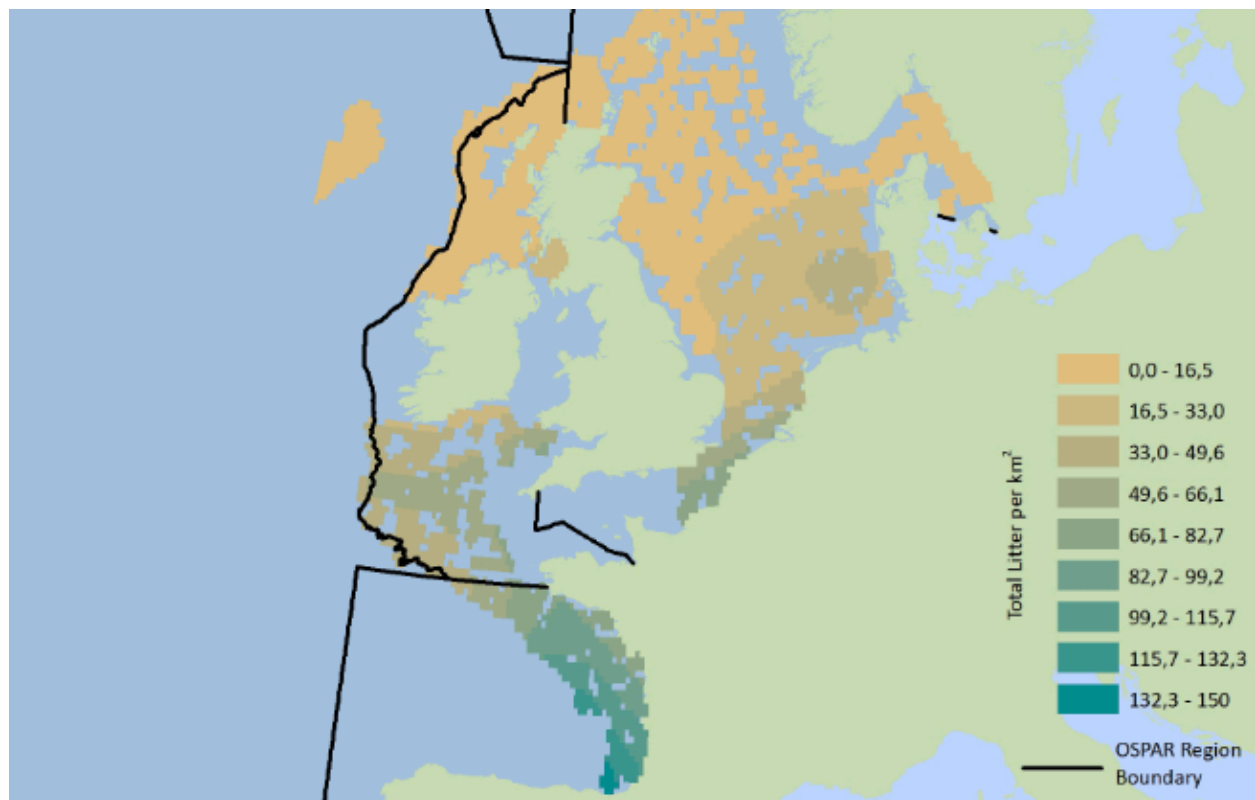 Total Litter per km²
0,0 - 16,5
16,5 - 33,0
33,0 - 49,6
49,6 - 66,1
66,1 - 82,7
82,7 - 99,2
99,2 - 115,7
115,7 - 132,3
132,3 - 150
OSPAR Region
Boundary